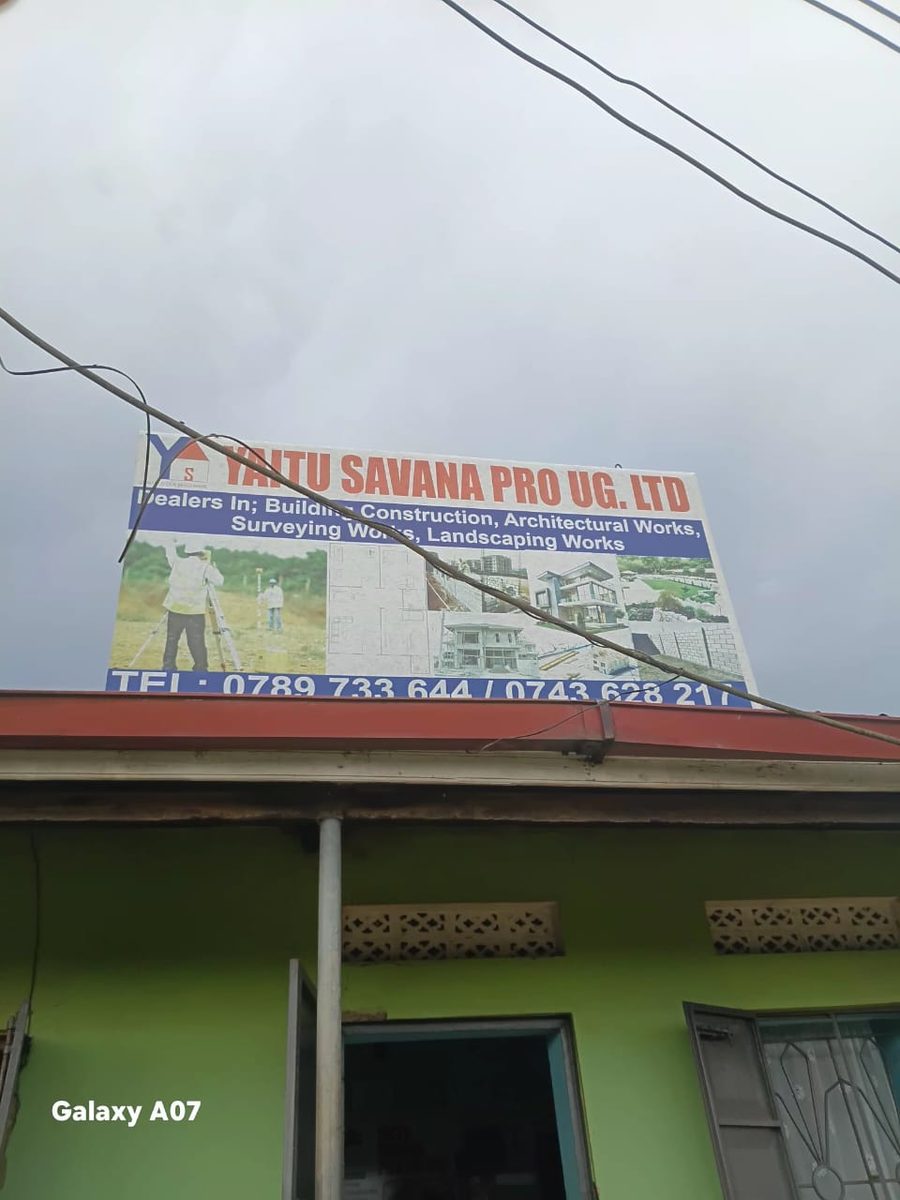 YS
YAITU SAVANA PRO UG. LTD
Dealers In; Building Construction, Architectural Works,
Surveying Works, Landscaping Works
TEL: 0789 733 644 / 0743 628 217
Galaxy A07